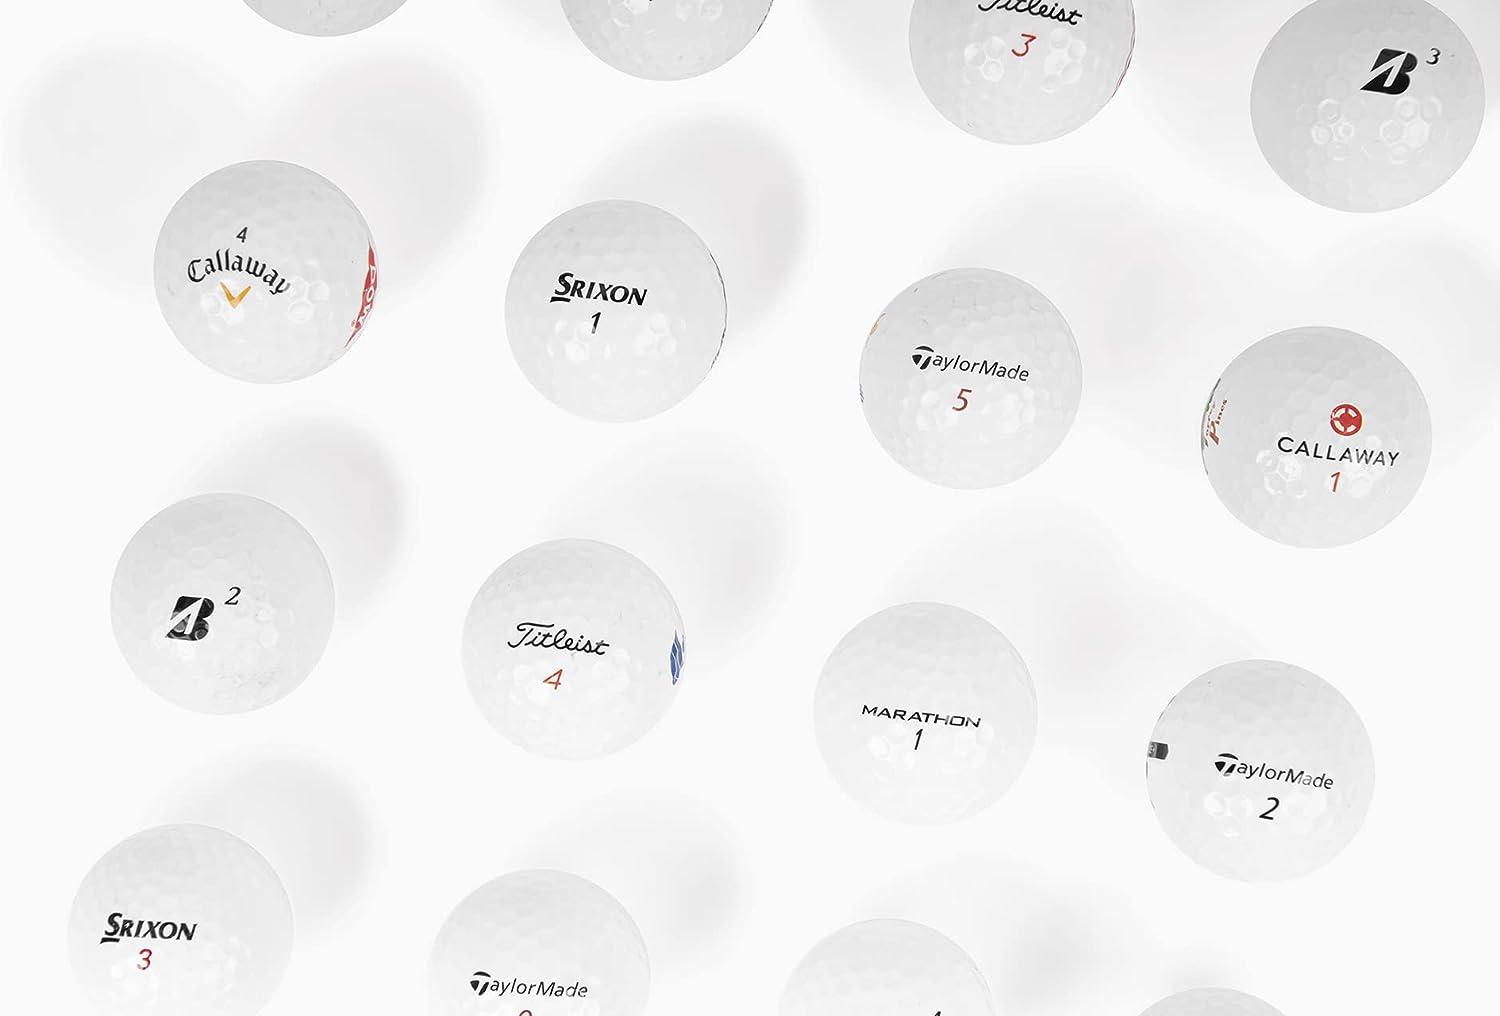 Titleist
3
B 3
4
Callaway
SRIXON
1
TaylorMade
5
Pines
CALLAWAY
1
B 2
Titleist
4
MARATHON
1
TaylorMade
2
SRIXON
3
TaylorMade